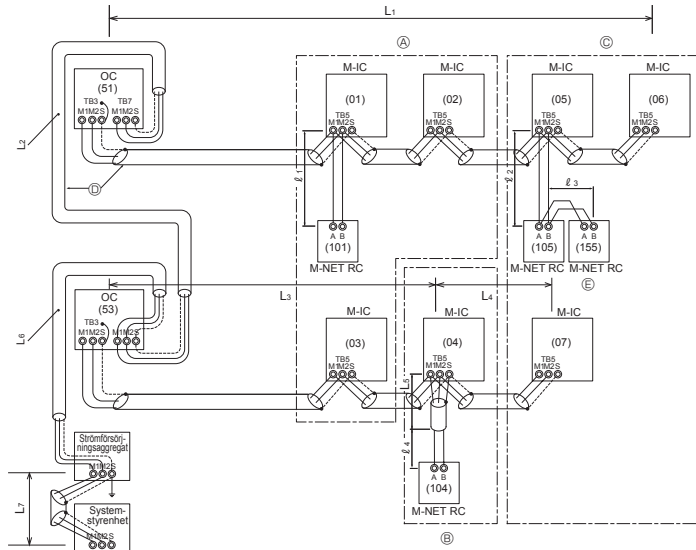 L1
Ⓐ
Ⓒ
M-IC
M-IC
M-IC
M-IC
OC
(51)
TB3
TB7
M1M2S
M1M2S
(01)
TB5
M1M2S
(02)
TB5
M1M2S
(05)
TB5
M1M2S
(06)
TB5
M1M2S
L2
Ⓓ
ℓ1
ℓ2
ℓ3
A B
(101)
M-NET RC
A B
(105)
M-NET RC
A B
(155)
M-NET RC
Ⓔ
L3
L4
OC
(53)
TB3
M1M2S
M1M2S
L6
M-IC
(03)
TB5
M1M2S
M-IC
(04)
TB5
M1M2S
M-IC
(07)
TB5
M1M2S
L5
ℓ4
A B
(104)
M-NET RC
Ⓑ
Strömförsörj-
ningsaggregat
M1M2S
L7
System-
styrenhet
M1M2S